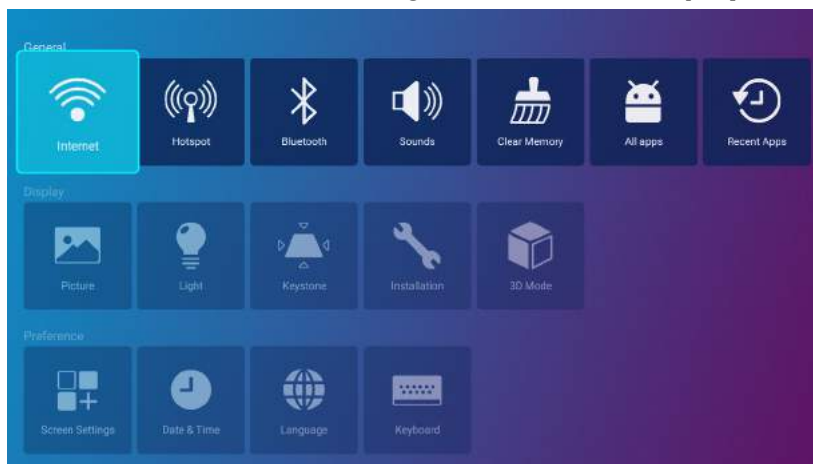 General
Internet
Hotspot
Bluetooth
Sounds
Clear Memory
All apps
Recent Apps
Display
Picture
Light
Keystone
Installation
3D Mode
Preference
Screen Settings
Date & Time
Language
Keyboard